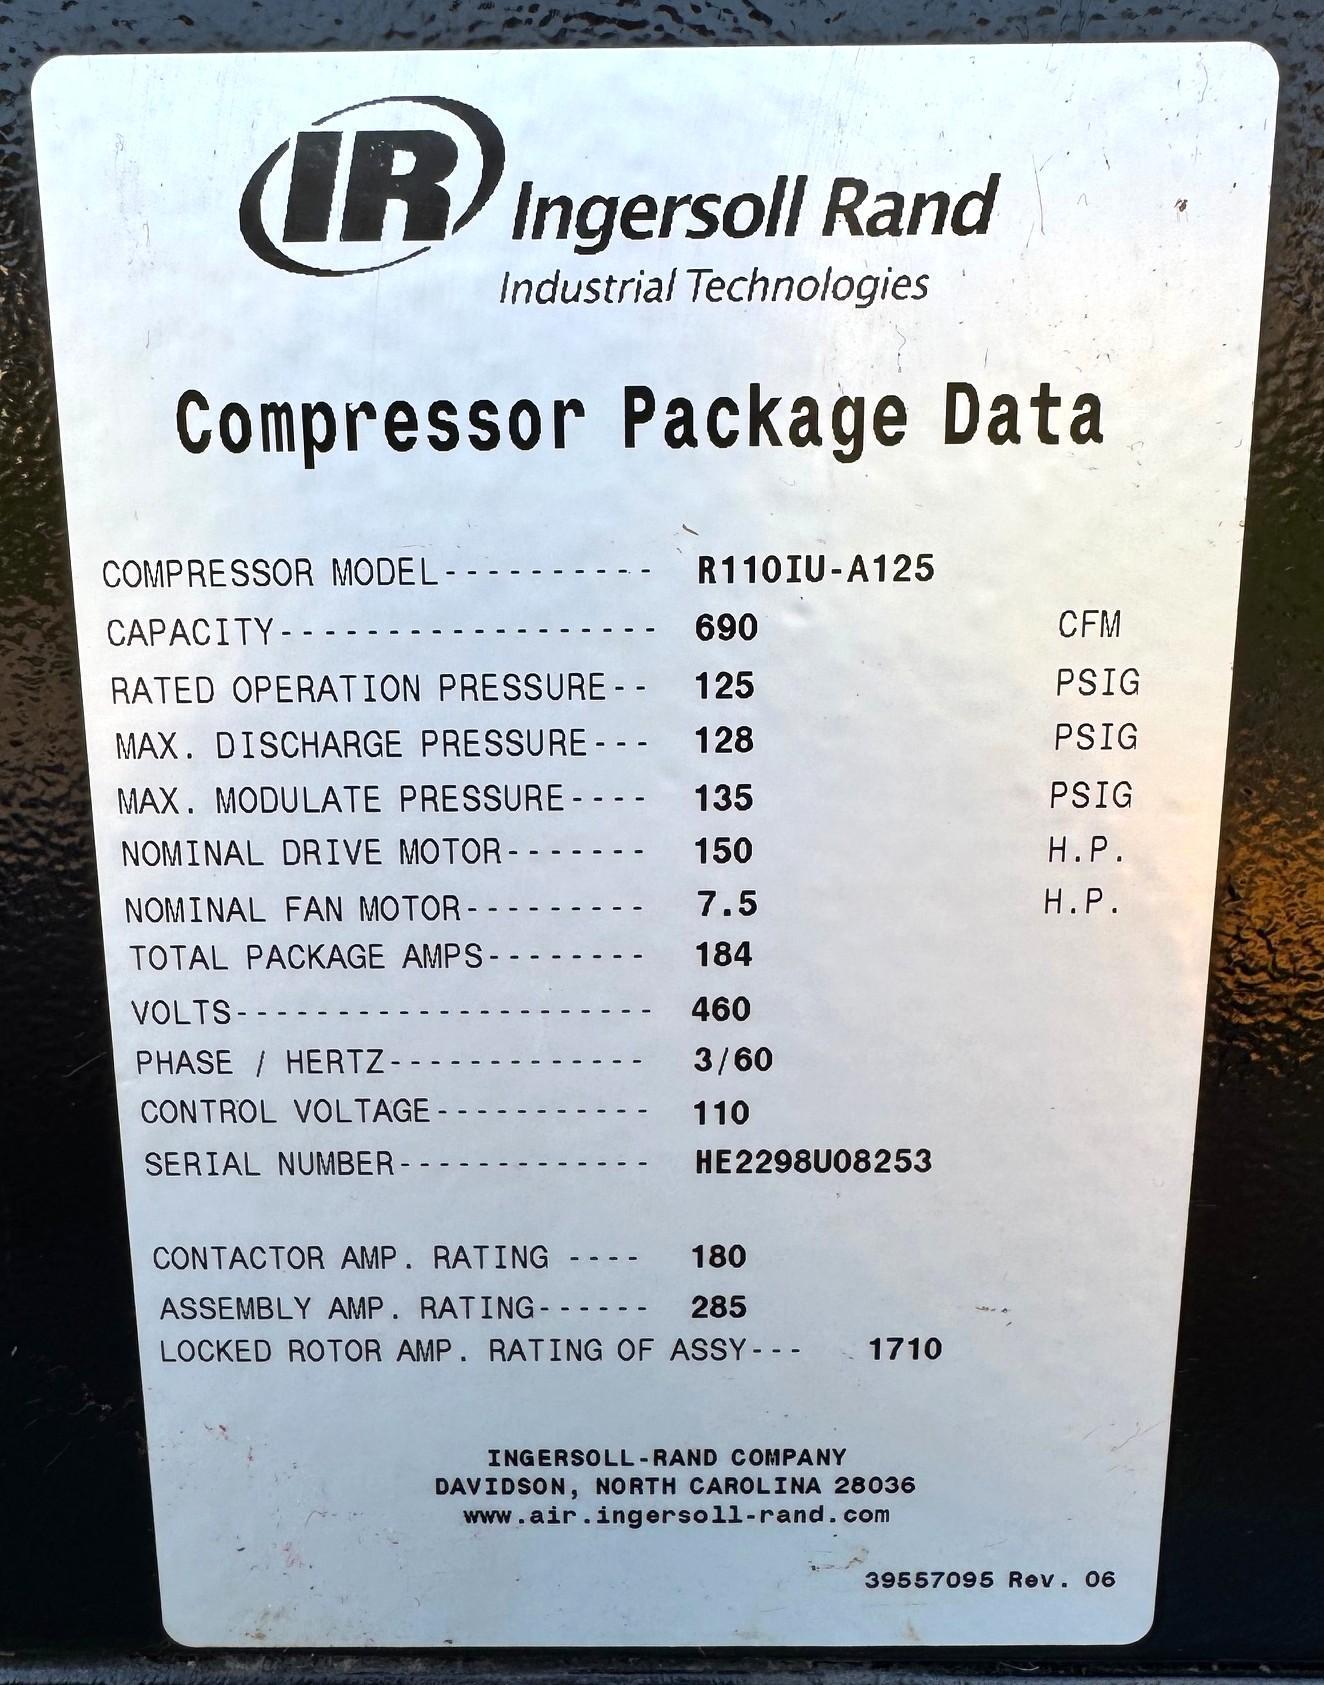 IR Ingersoll Rand
Industrial Technologies
Compressor Package Data
COMPRESSOR MODEL---------- R110IU-A125
CAPACITY------------------- 690 CFM
RATED OPERATION PRESSURE-- 125 PSIG
MAX. DISCHARGE PRESSURE--- 128 PSIG
MAX. MODULATE PRESSURE---- 135 PSIG
NOMINAL DRIVE MOTOR------- 150 H.P.
NOMINAL FAN MOTOR--------- 7.5 H.P.
TOTAL PACKAGE AMPS-------- 184
VOLTS--------------------- 460
PHASE / HERTZ------------- 3/60
CONTROL VOLTAGE----------- 110
SERIAL NUMBER------------- HE2298U08253
CONTACTOR AMP. RATING ---- 180
ASSEMBLY AMP. RATING------ 285
LOCKED ROTOR AMP. RATING OF ASSY--- 1710
INGERSOLL-RAND COMPANY
DAVIDSON, NORTH CAROLINA 28036
www.air.ingersoll-rand.com
39557095 Rev. 06